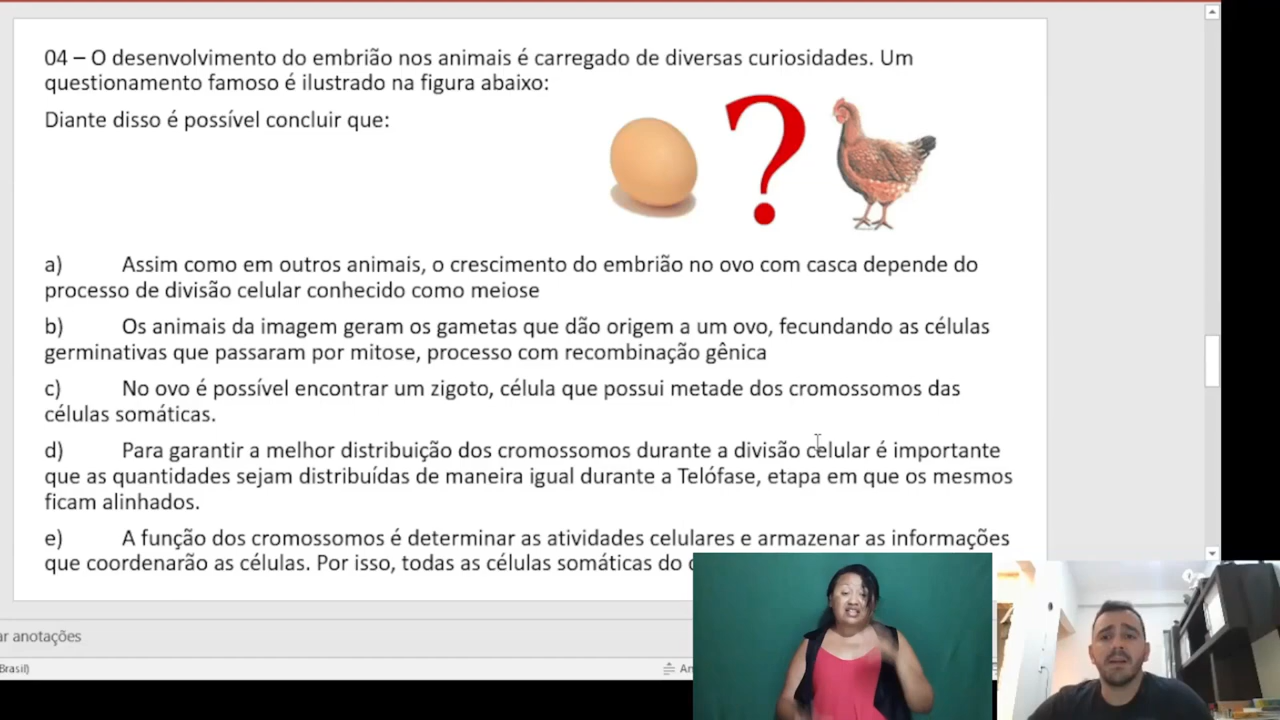 04 – O desenvolvimento do embrião nos animais é carregado de diversas curiosidades. Um
questionamento famoso é ilustrado na figura abaixo:
Diante disso é possível concluir que:
?
a) Assim como em outros animais, o crescimento do embrião no ovo com casca depende do
processo de divisão celular conhecido como meiose
b) Os animais da imagem geram os gametas que dão origem a um ovo, fecundando as células
germinativas que passaram por mitose, processo com recombinação gênica
c) No ovo é possível encontrar um zigoto, célula que possui metade dos cromossomos das
células somáticas.
d) Para garantir a melhor distribuição dos cromossomos durante a divisão celular é importante
que as quantidades sejam distribuídas de maneira igual durante a Telófase, etapa em que os mesmos
ficam alinhados.
e) A função dos cromossomos é determinar as atividades celulares e armazenar as informações
que coordenarão as células. Por isso, todas as células somáticas do
ar anotações
Brasil)